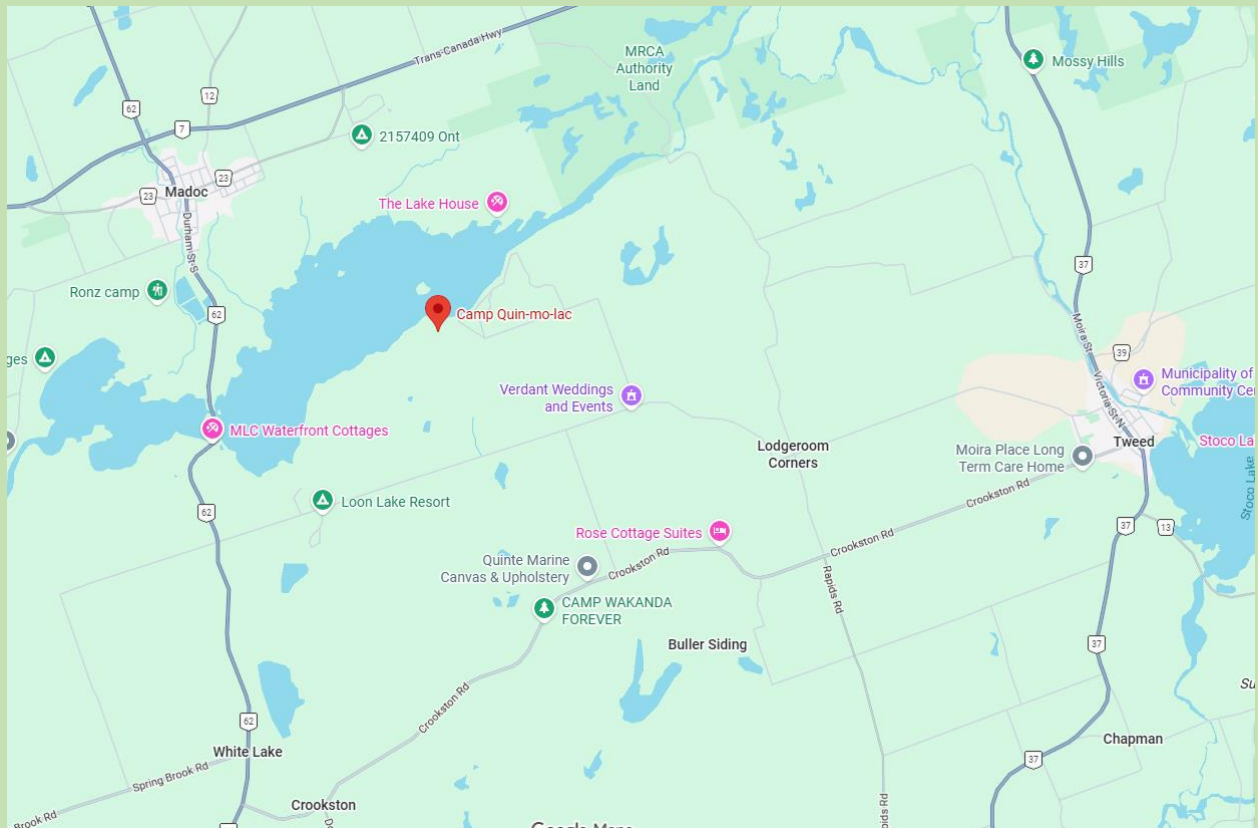 Trans-Canada Hwy
MRCA
Authority
Land
Mossy Hills
62
12
7
2157409 Ont
23
Madoc
23
The Lake House
Durham St S
37
Ronz camp
62
Camp Quin-mo-lac
Moira St
39
ges
Verdant Weddings
and Events
Municipality of
Community Ce
Victoria St N
MLC Waterfront Cottages
Lodgeroom
Corners
Tweed
Stoco La
Moira Place Long
Term Care Home
Stoco Lake
Crookston Rd
Loon Lake Resort
62
37
13
Rose Cottage Suites
Crookston Rd
Quinte Marine
Canvas & Upholstery
Crookston Rd
Rapids Rd
CAMP WAKANDA
FOREVER
Buller Siding
37
Su
Crookston Rd
62
White Lake
Chapman
37
Spring Brook Rd
Crookston
Brook Rd
pids Rd
Google Maps